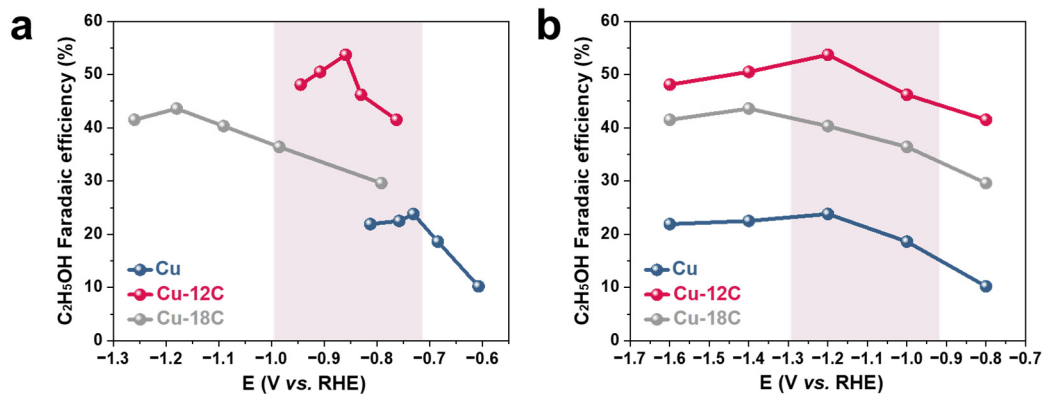 a
60
50
40
30
20
10
0
C₂H₅OH Faradaic efficiency (%)
Cu
Cu-12C
Cu-18C
−1.3 −1.2 −1.1 −1.0 −0.9 −0.8 −0.7 −0.6
E (V vs. RHE)
b
60
50
40
30
20
10
0
C₂H₅OH Faradaic efficiency (%)
Cu
Cu-12C
Cu-18C
−1.7 −1.6 −1.5 −1.4 −1.3 −1.2 −1.1 −1.0 −0.9 −0.8 −0.7
E (V vs. RHE)